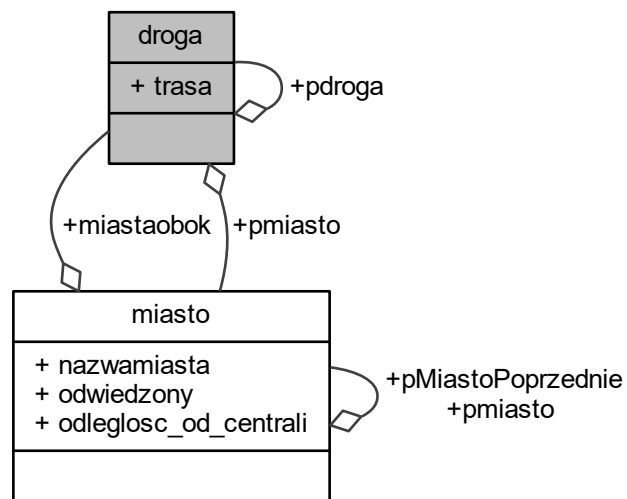 droga
+ trasa
+pdroga
+miastaobok
+pmiasto
miasto
+ nazwamiasta
+ odwiedzony
+ odleglosc_od_centrali
+pMiastoPoprzednie
+pmiasto